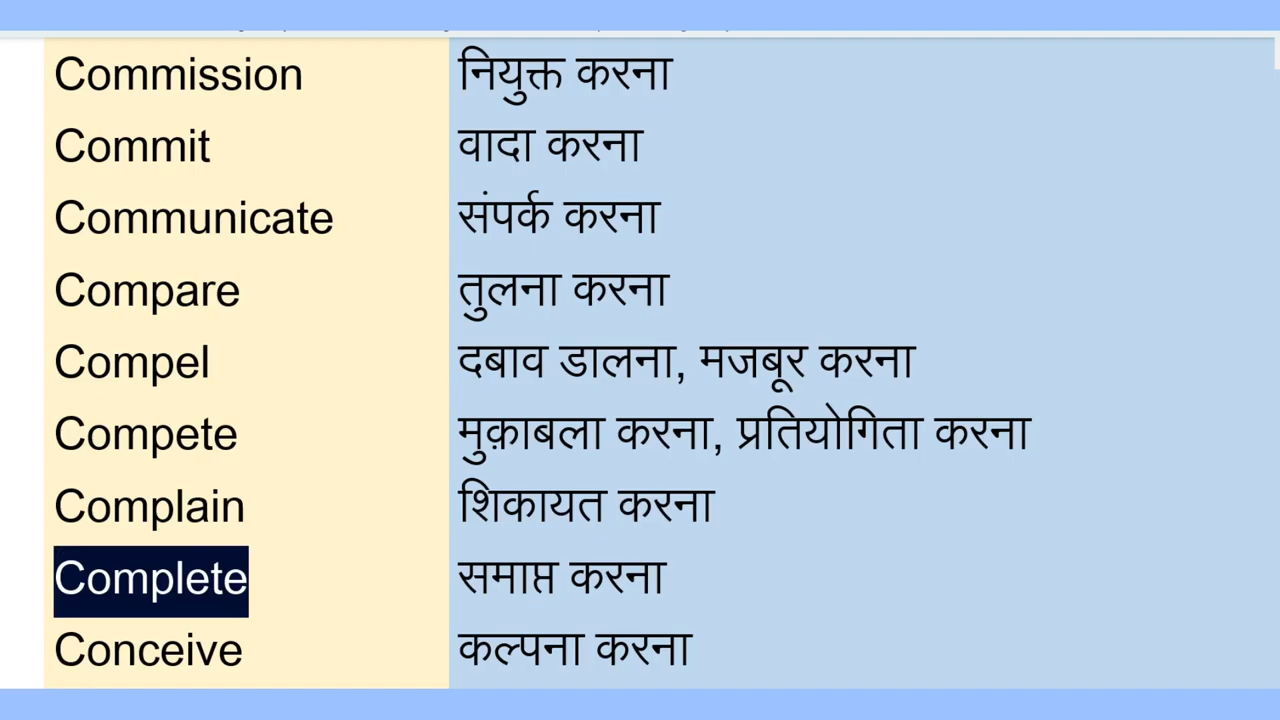 Commission नियुक्त करना
Commit वादा करना
Communicate संपर्क करना
Compare तुलना करना
Compel दबाव डालना, मजबूर करना
Compete मुक़ाबला करना, प्रतियोगिता करना
Complain शिकायत करना
Complete समाप्त करना
Conceive कल्पना करना